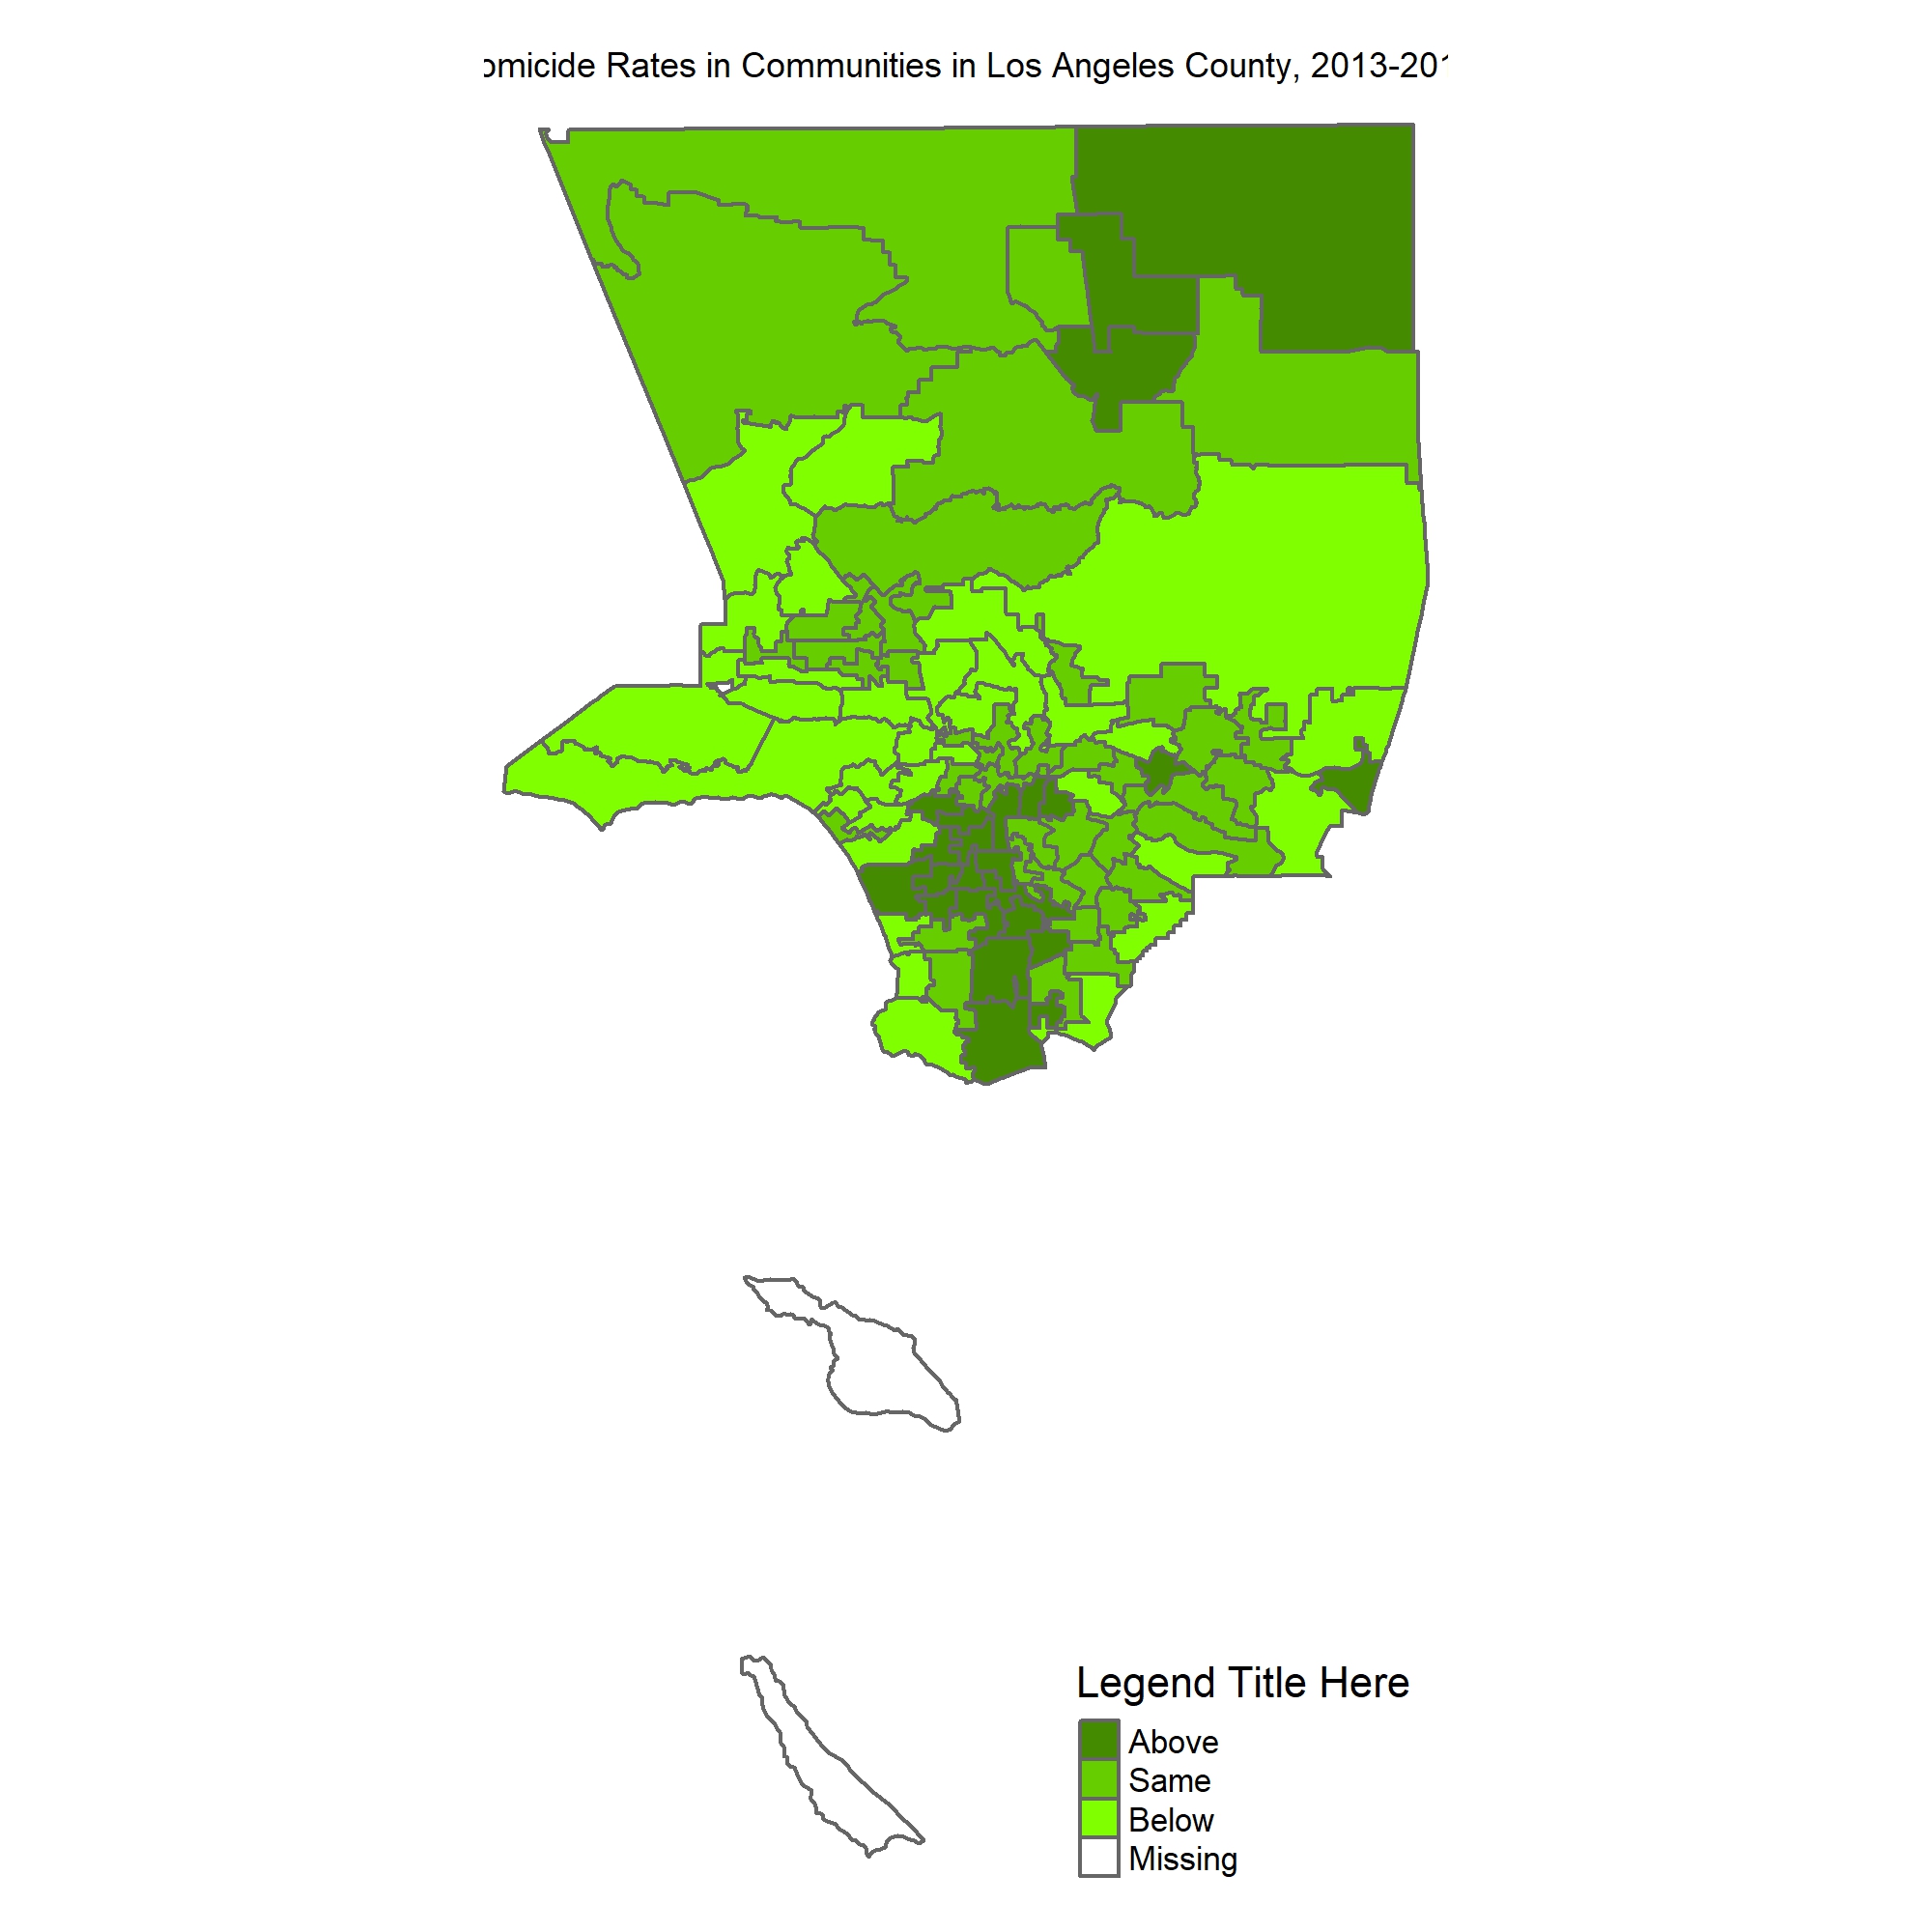 omicide Rates in Communities in Los Angeles County, 2013-201
Legend Title Here
Above
Same
Below
Missing